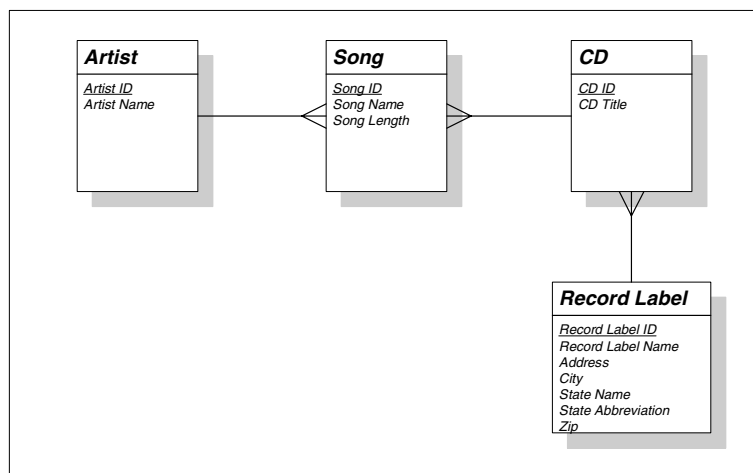 Artist
Artist ID
Artist Name
Song
Song ID
Song Name
Song Length
CD
CD ID
CD Title
Record Label
Record Label ID
Record Label Name
Address
City
State Name
State Abbreviation
Zip